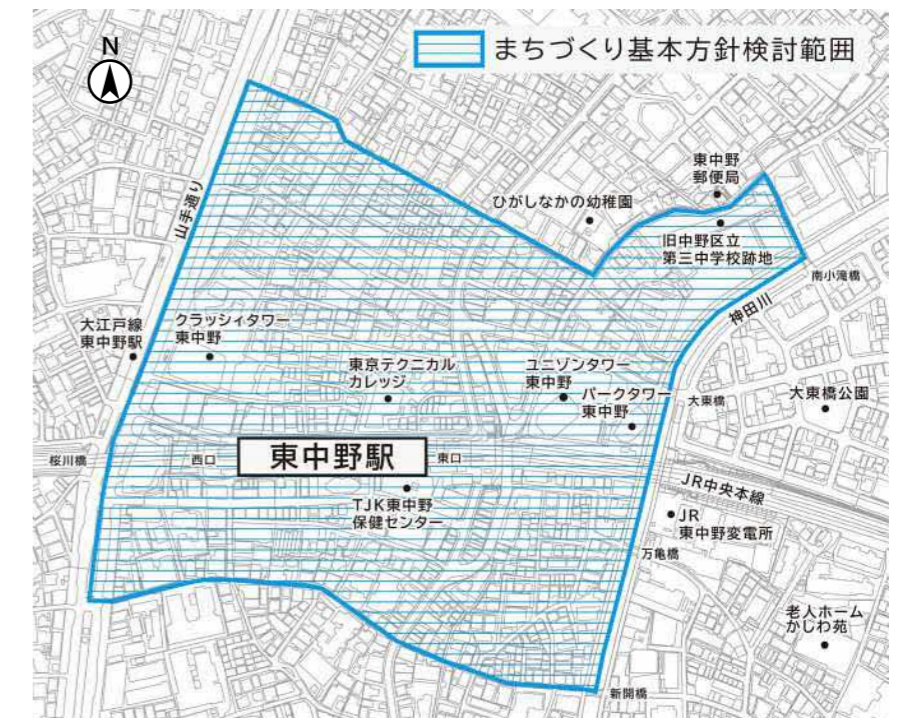 N
まちづくり基本方針検討範囲
東中野
郵便局
ひがしなかの幼稚園
山手通り
旧中野区立
第三中学校跡地
南小滝橋
神田川
大江戸線
東中野駅
クラッシィタワー
東中野
東京テクニカル
カレッジ
ユニゾンタワー
東中野
パークタワー
東中野
大東橋
大東橋公園
桜川橋
西口
東中野駅
東口
JR中央本線
TJK東中野
保健センター
JR
東中野変電所
万亀橋
老人ホーム
かしわ苑
新開橋